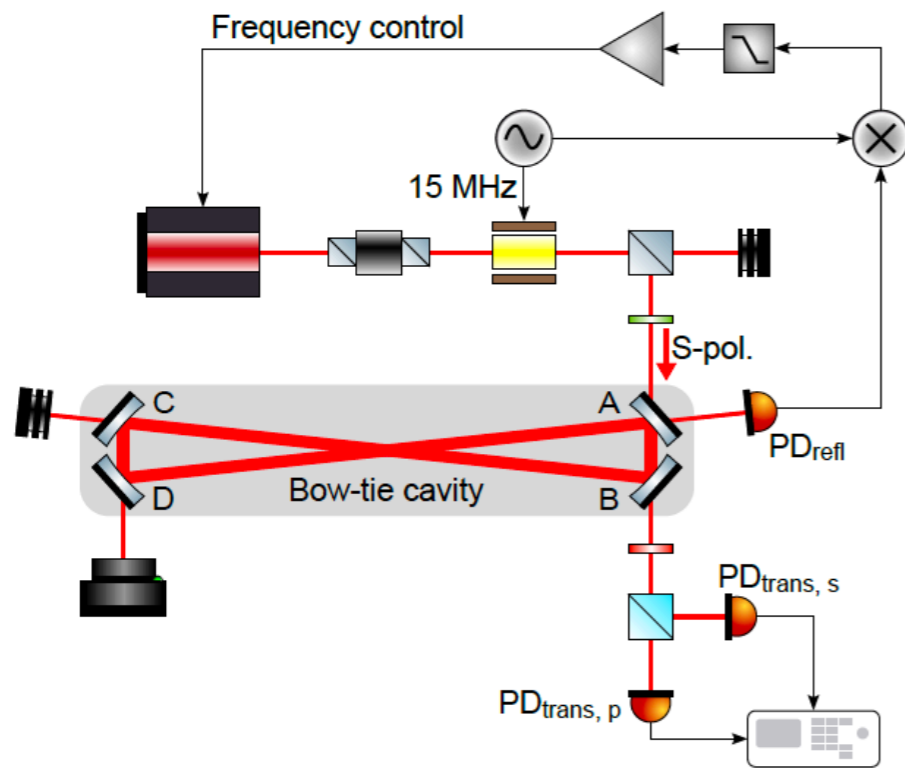 Frequency control
15 MHz
S-pol.
C
A
PDrefl
D
Bow-tie cavity
B
PDtrans, s
PDtrans, p